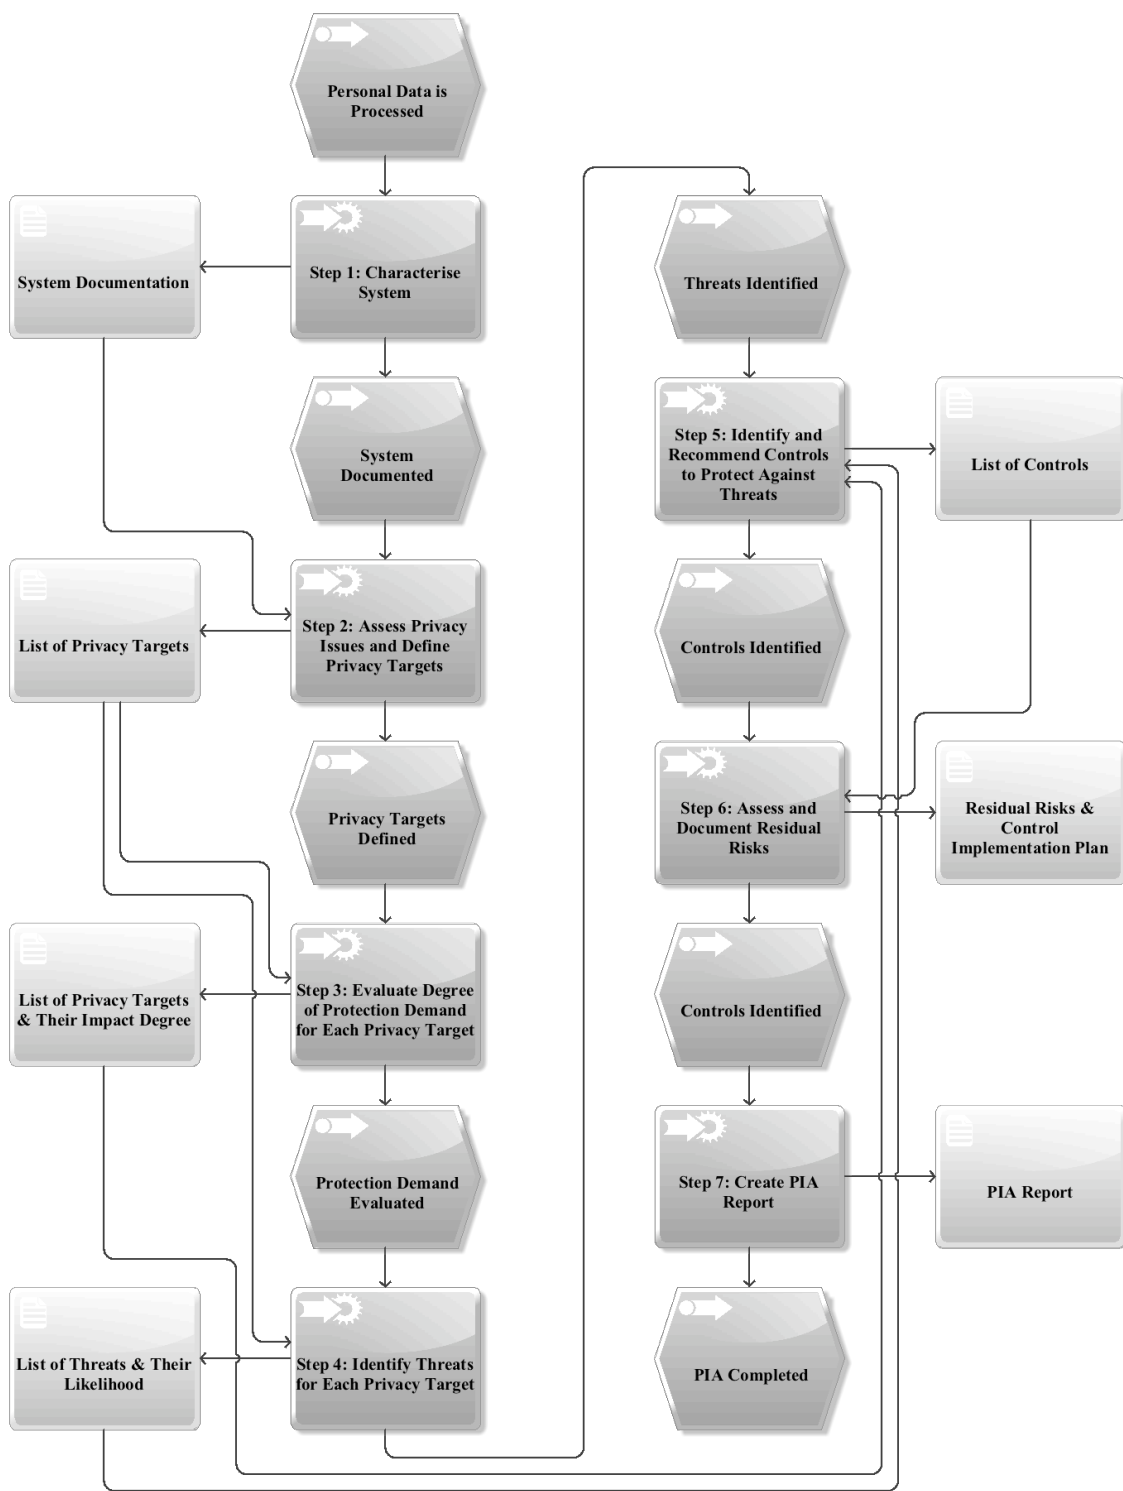 Personal Data is
Processed
System Documentation
Step 1: Characterise
System
System
Documented
List of Privacy Targets
Step 2: Assess Privacy
Issues and Define
Privacy Targets
Privacy Targets
Defined
List of Privacy Targets
& Their Impact Degree
Step 3: Evaluate Degree
of Protection Demand
for Each Privacy Target
Protection Demand
Evaluated
List of Threats & Their
Likelihood
Step 4: Identify Threats
for Each Privacy Target
Threats Identified
Step 5: Identify and
Recommend Controls
to Protect Against
Threats
List of Controls
Controls Identified
Step 6: Assess and
Document Residual
Risks
Residual Risks &
Control
Implementation Plan
Controls Identified
Step 7: Create PIA
Report
PIA Report
PIA Completed